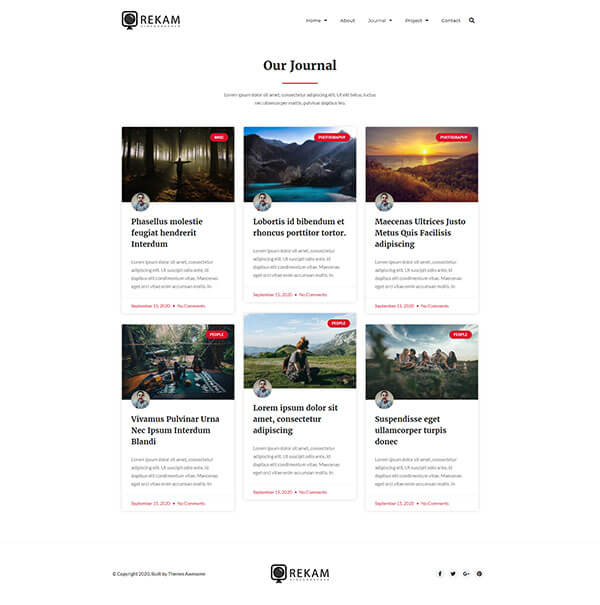 REKAM
VIDEOGRAPHER
Home
About
Journal
Project
Contact
Our Journal
Lorem ipsum dolor sit amet, consectetur adipiscing elit. Ut elit tellus, luctus
nec ullamcorper mattis, pulvinar dapibus leo.
MISC
Phasellus molestie
feugiat hendrerit
Interdum
Lorem ipsum dolor sit amet, consectetur
adipiscing elit. Ut suscipit odio ante, id
dapibus elit condimentum vitae. Maecenas
eget orci vitae enim accumsan mattis. In
September 15, 2020 • No Comments
PHOTOGRAPHY
Lobortis id bibendum et
rhoncus porttitor tortor.
Lorem ipsum dolor sit amet, consectetur
adipiscing elit. Ut suscipit odio ante, id
dapibus elit condimentum vitae. Maecenas
eget orci vitae enim accumsan mattis. In
September 15, 2020 • No Comments
PHOTOGRAPHY
Maecenas Ultrices Justo
Metus Quis Facilisis
adipiscing
Lorem ipsum dolor sit amet, consectetur
adipiscing elit. Ut suscipit odio ante, id
dapibus elit condimentum vitae. Maecenas
eget orci vitae enim accumsan mattis. In
September 15, 2020 • No Comments
PEOPLE
Vivamus Pulvinar Urna
Nec Ipsum Interdum
Blandi
Lorem ipsum dolor sit amet, consectetur
adipiscing elit. Ut suscipit odio ante, id
dapibus elit condimentum vitae. Maecenas
eget orci vitae enim accumsan mattis. In
September 15, 2020 • No Comments
PEOPLE
Lorem ipsum dolor sit
amet, consectetur
adipiscing
Lorem ipsum dolor sit amet, consectetur
adipiscing elit. Ut suscipit odio ante, id
dapibus elit condimentum vitae. Maecenas
eget orci vitae enim accumsan mattis. In
September 15, 2020 • No Comments
PEOPLE
Suspendisse eget
ullamcorper turpis
donec
Lorem ipsum dolor sit amet, consectetur
adipiscing elit. Ut suscipit odio ante, id
dapibus elit condimentum vitae. Maecenas
eget orci vitae enim accumsan mattis. In
September 15, 2020 • No Comments
© Copyright 2020, Built by Themes Awesome
REKAM
VIDEOGRAPHER